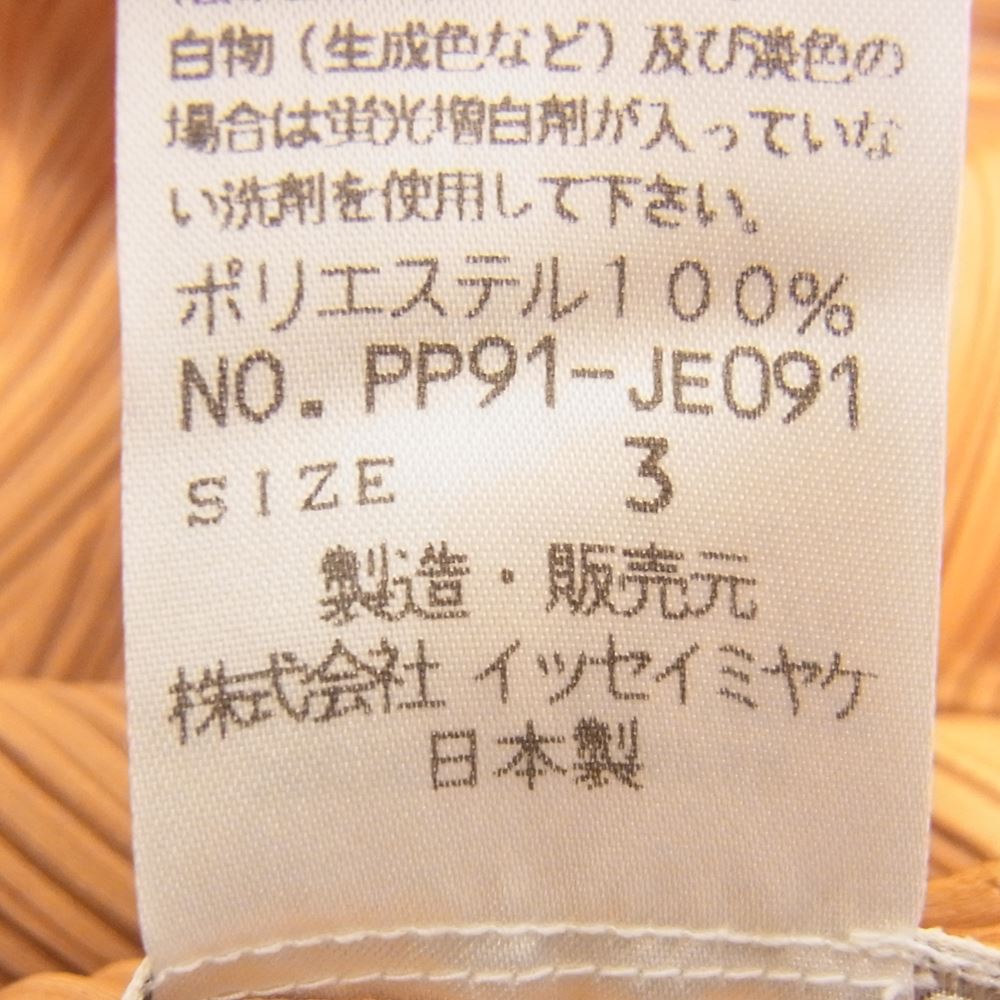 白物（生成色など）及び淡色の
場合は蛍光増白剤が入っていな
い洗剤を使用して下さい。
ポリエステル１００％
NO. PP91-JE091
SIZE 3
製造・販売元
株式会社 イッセイミヤケ
日本製